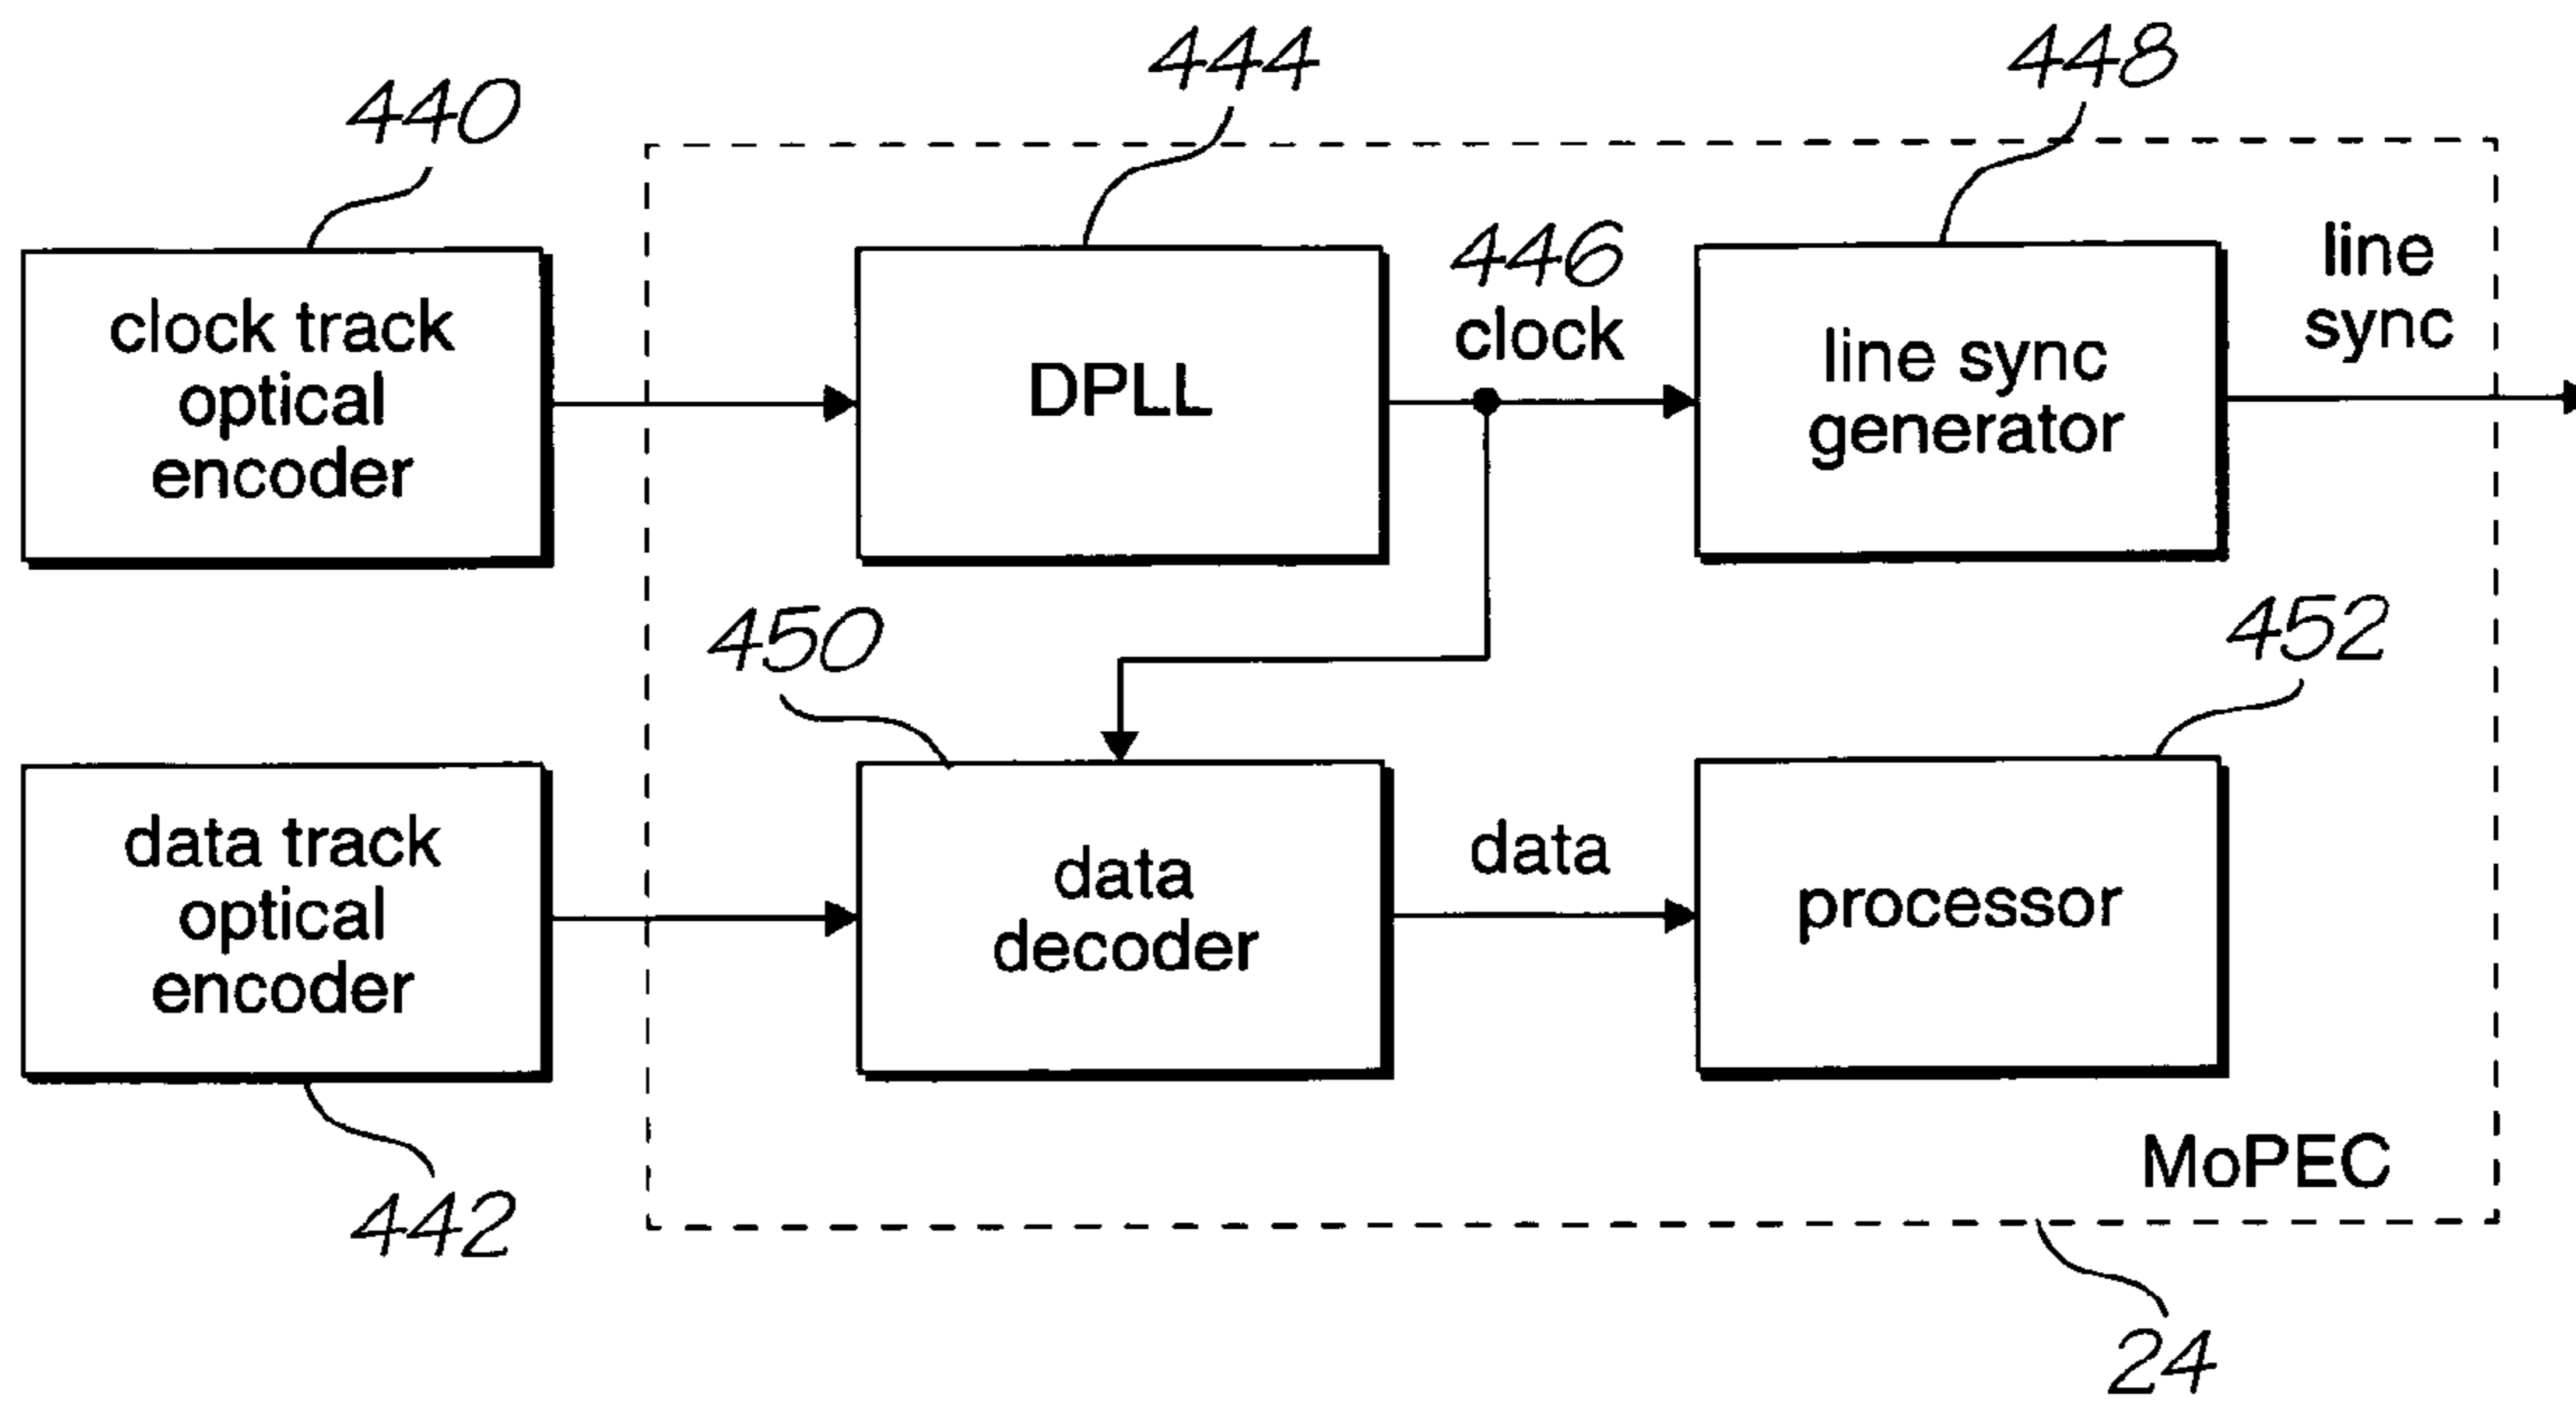 444
448
440
446
clock
line
sync
clock track
optical
encoder
DPLL
line sync
generator
450
452
data track
optical
encoder
data
decoder
data
processor
MoPEC
442
24